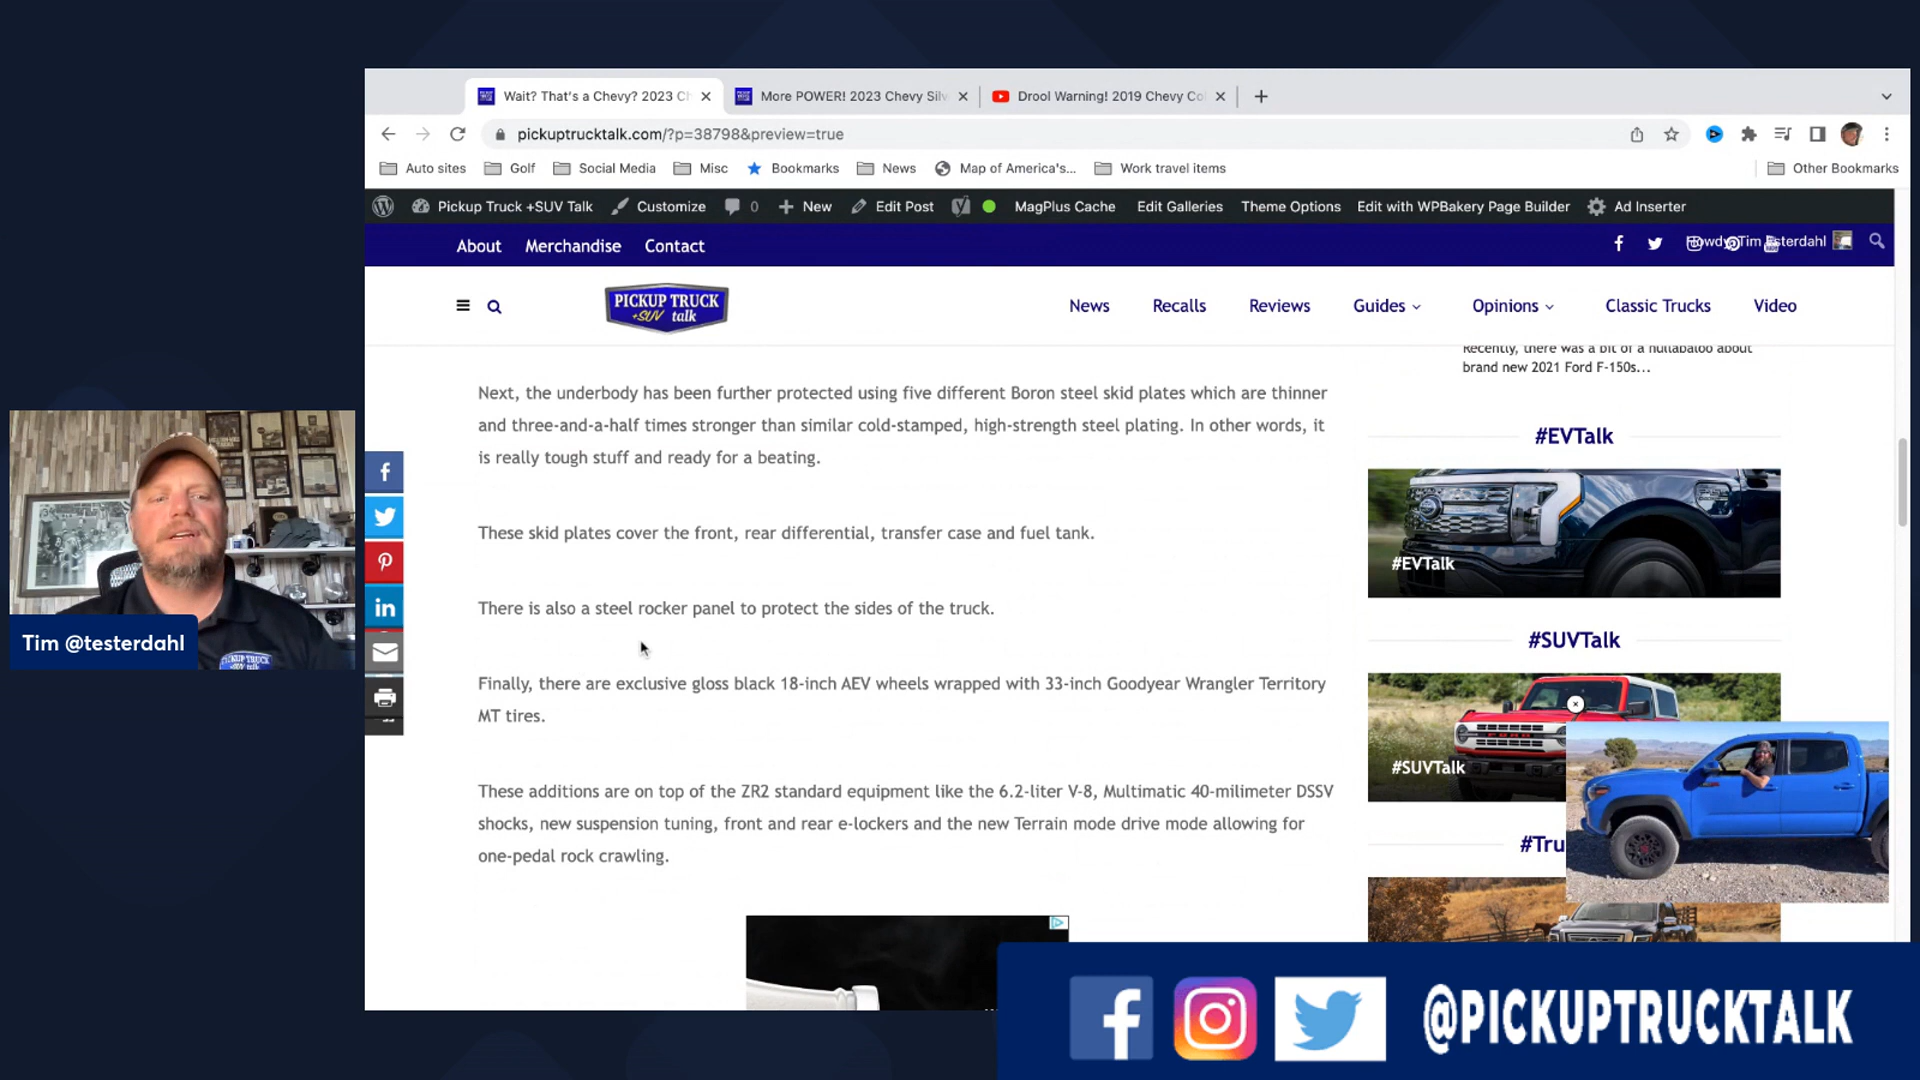 Wait? That's a Chevy? 2023 Ch
More POWER! 2023 Chevy Silv
Drool Warning! 2019 Chevy Co
pickuptrucktalk.com/?p=38798&preview=true
Auto sites
Golf
Social Media
Misc
Bookmarks
News
Map of America's...
Work travel items
Other Bookmarks
Pickup Truck +SUV Talk
Customize
0
New
Edit Post
MagPlus Cache
Edit Galleries
Theme Options
Edit with WPBakery Page Builder
Ad Inserter
About
Merchandise
Contact
Howdy, Tim Esterdahl
PICKUP TRUCK
+SUV talk
News
Recalls
Reviews
Guides
Opinions
Classic Trucks
Video
Next, the underbody has been further protected using five different Boron steel skid plates which are thinner
and three-and-a-half times stronger than similar cold-stamped, high-strength steel plating. In other words, it
is really tough stuff and ready for a beating.
These skid plates cover the front, rear differential, transfer case and fuel tank.
There is also a steel rocker panel to protect the sides of the truck.
Finally, there are exclusive gloss black 18-inch AEV wheels wrapped with 33-inch Goodyear Wrangler Territory
MT tires.
These additions are on top of the ZR2 standard equipment like the 6.2-liter V-8, Multimatic 40-milimeter DSSV
shocks, new suspension tuning, front and rear e-lockers and the new Terrain mode drive mode allowing for
one-pedal rock crawling.
Recently, there was a bit of a hullabaloo about
brand new 2021 Ford F-150s...
#EVTalk
#EVTalk
#SUVTalk
#SUVTalk
#Tru
Tim @testerdahl
PICKUP TRUCK
@PICKUPTRUCKTALK